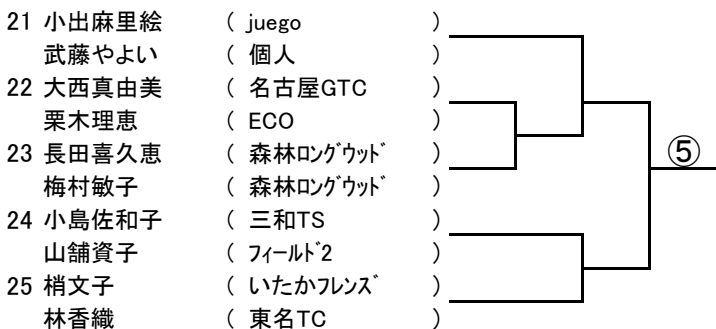 21 小出麻里絵 ( juego )
武藤やよい ( 個人 )
22 大西真由美 ( 名古屋GTC )
栗木理恵 ( ECO )
23 長田喜久恵 ( 森林ﾛﾝｸﾞｳｯﾄﾞ )
梅村敏子 ( 森林ﾛﾝｸﾞｳｯﾄﾞ )
⑤
24 小島佐和子 ( 三和TS )
山舗資子 ( ﾌｨｰﾙﾄﾞ2 )
25 梢文子 ( いたかﾌﾚﾝｽﾞ )
林香織 ( 東名TC )